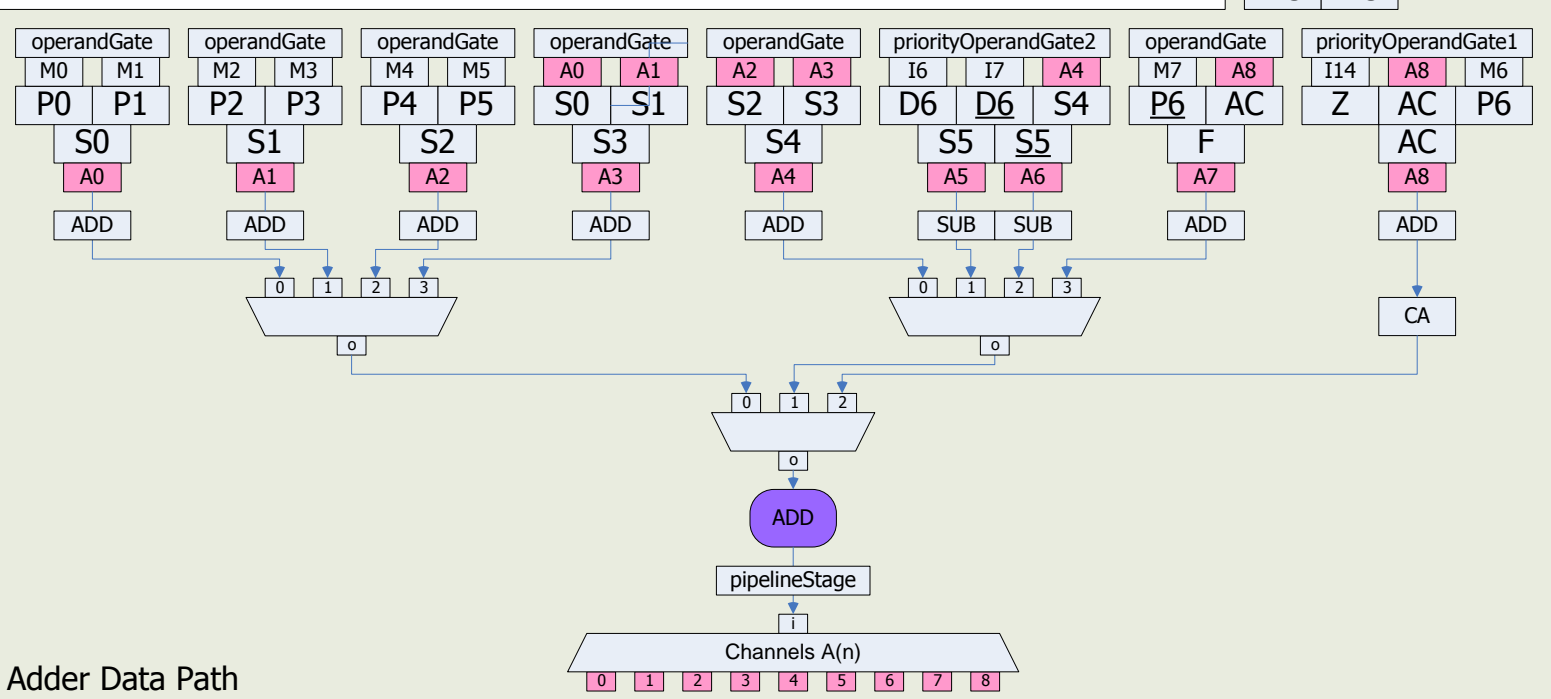 operandGate operandGate operandGate operandGate operandGate priorityOperandGate2 operandGate priorityOperandGate1
M0 M1 M2 M3 M4 M5 A0 A1 A2 A3 I6 I7 A4 M7 A8 I14 A8 M6
P0 P1 P2 P3 P4 P5 S0 S1 S2 S3 D6 D6 S4 P6 AC Z AC P6
S0 S1 S2 S3 S4 S5 S5 F AC
A0 A1 A2 A3 A4 A5 A6 A7 A8
ADD ADD ADD ADD ADD SUB SUB ADD ADD
0 1 2 3 0 1 2 3
CA
o o
0 1 2
o
ADD
pipelineStage
i
Channels A(n)
0 1 2 3 4 5 6 7 8
Adder Data Path